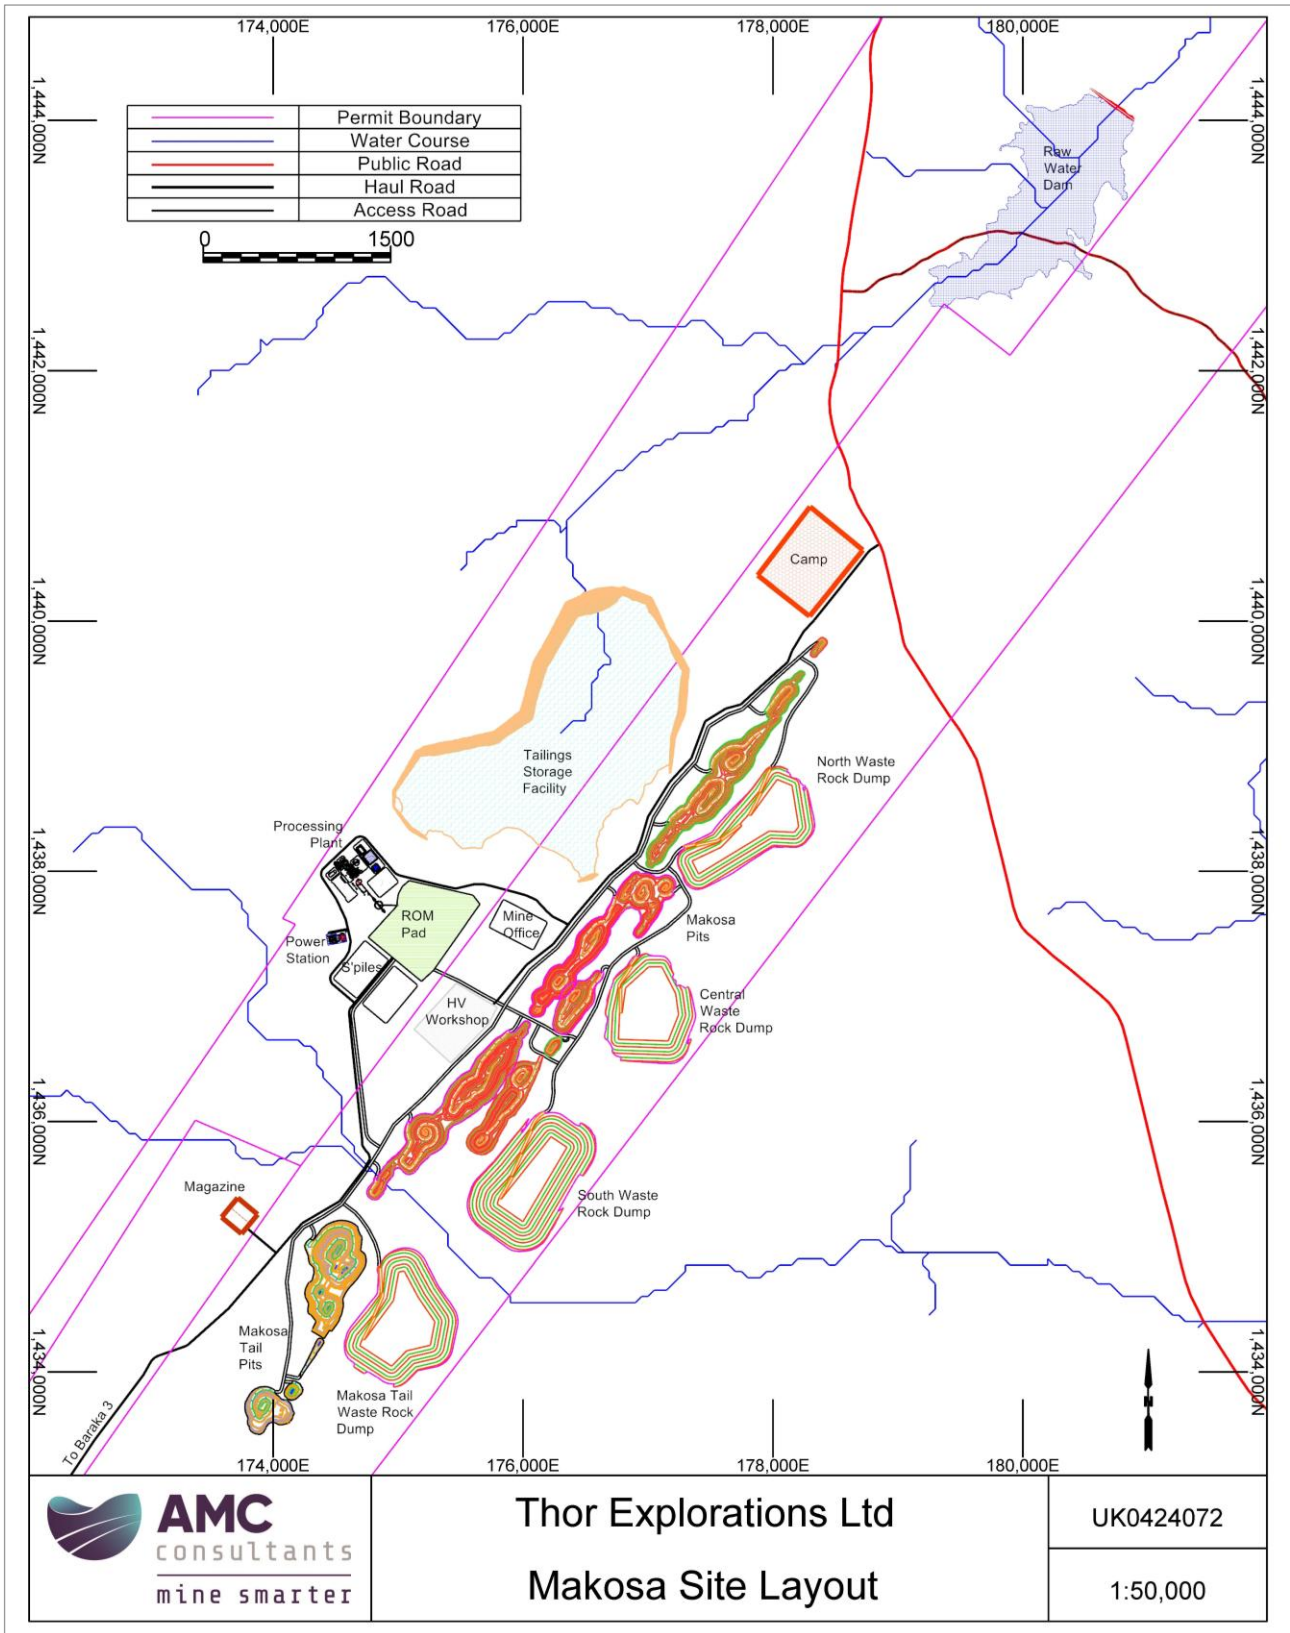 174,000E
176,000E
178,000E
180,000E
1,444,000N
1,444,000N
Permit Boundary
Water Course
Public Road
Haul Road
Access Road
0
1500
Raw
Water
Dam
1,442,000N
1,442,000N
Camp
1,440,000N
1,440,000N
Tailings
Storage
Facility
North Waste
Rock Dump
Processing
Plant
1,438,000N
1,438,000N
ROM
Pad
Mine
Office
Makosa
Pits
Power
Station
S'piles
HV
Workshop
Central
Waste
Rock Dump
1,436,000N
1,436,000N
Magazine
South Waste
Rock Dump
Makosa
Tail
Pits
1,434,000N
1,434,000N
Makosa Tail
Waste Rock
Dump
To Baraka 3
N
174,000E
176,000E
178,000E
180,000E
AMC
consultants
mine smarter
Thor Explorations Ltd
Makosa Site Layout
UK0424072
1:50,000